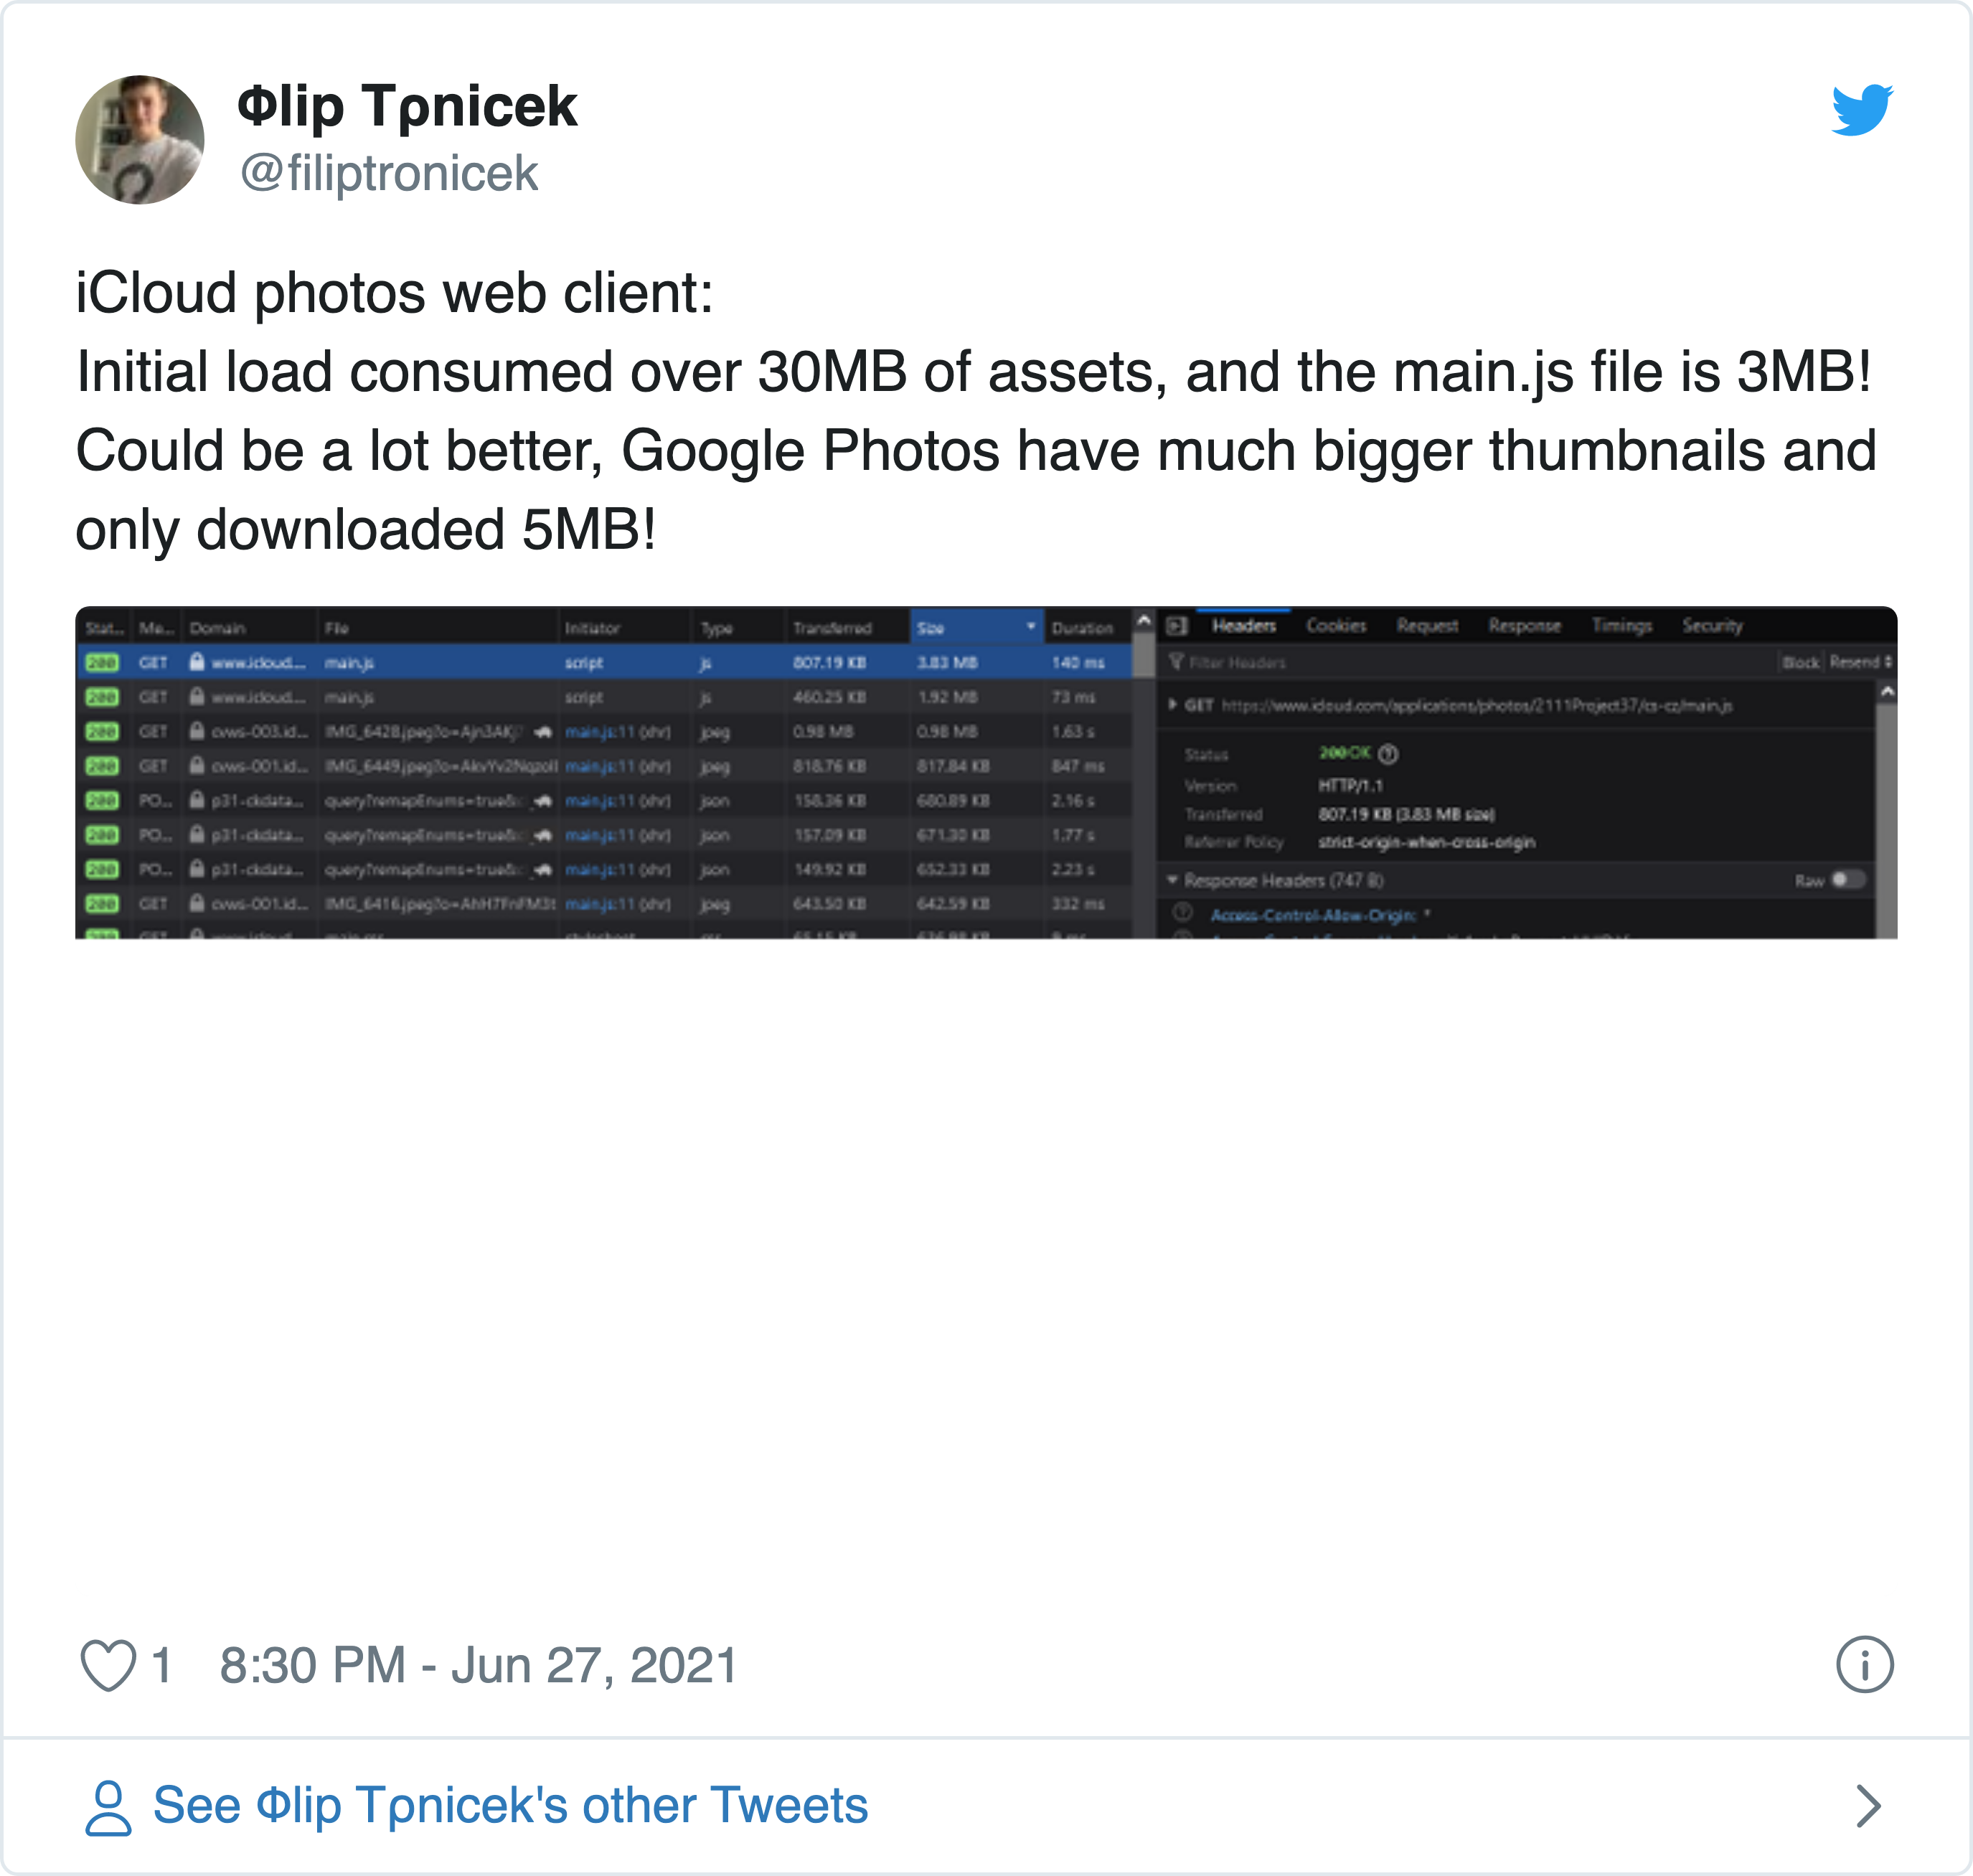 Φlip Tρnicek
@filiptronicek
iCloud photos web client:
Initial load consumed over 30MB of assets, and the main.js file is 3MB!
Could be a lot better, Google Photos have much bigger thumbnails and
only downloaded 5MB!
Stat... Me... Domain File Initiator Type Transferred Size Duration
200 GET www.icloud.... main.js script js 807.19 KB 3.83 MB 140 ms
200 GET www.icloud.... main.js script js 460.25 KB 1.92 MB 73 ms
200 GET cvws-003.id... main.js:11 (xhr) jpeg 0.98 MB 0.98 MB 1.63 s
200 GET cvws-001.id... main.js:11 (xhr) jpeg 818.76 KB 817.84 KB 847 ms
200 PO... p31-ckdata... query?remapEnums=true& main.js:11 (xhr) json 158.36 KB 680.89 KB 2.16 s
200 PO... p31-ckdata... query?remapEnums=true& main.js:11 (xhr) json 157.09 KB 671.30 KB 1.77 s
200 PO... p31-ckdata... query?remapEnums=true& main.js:11 (xhr) json 149.92 KB 652.33 KB 2.23 s
200 GET cvws-001.id... main.js:11 (xhr) jpeg 643.50 KB 642.59 KB 332 ms
Headers Cookies Request Response Timings Security
Filter Headers Block Resend
GET https://www.icloud.com/applications/photos/2111Project37/cs-cz/main.js
Status 200 OK
Version HTTP/1.1
Transferred 807.19 KB (3.83 MB size)
Referrer Policy strict-origin-when-cross-origin
Response Headers (747 B) Raw
Access-Control-Allow-Origin: *
1 8:30 PM - Jun 27, 2021
See Φlip Tρnicek's other Tweets